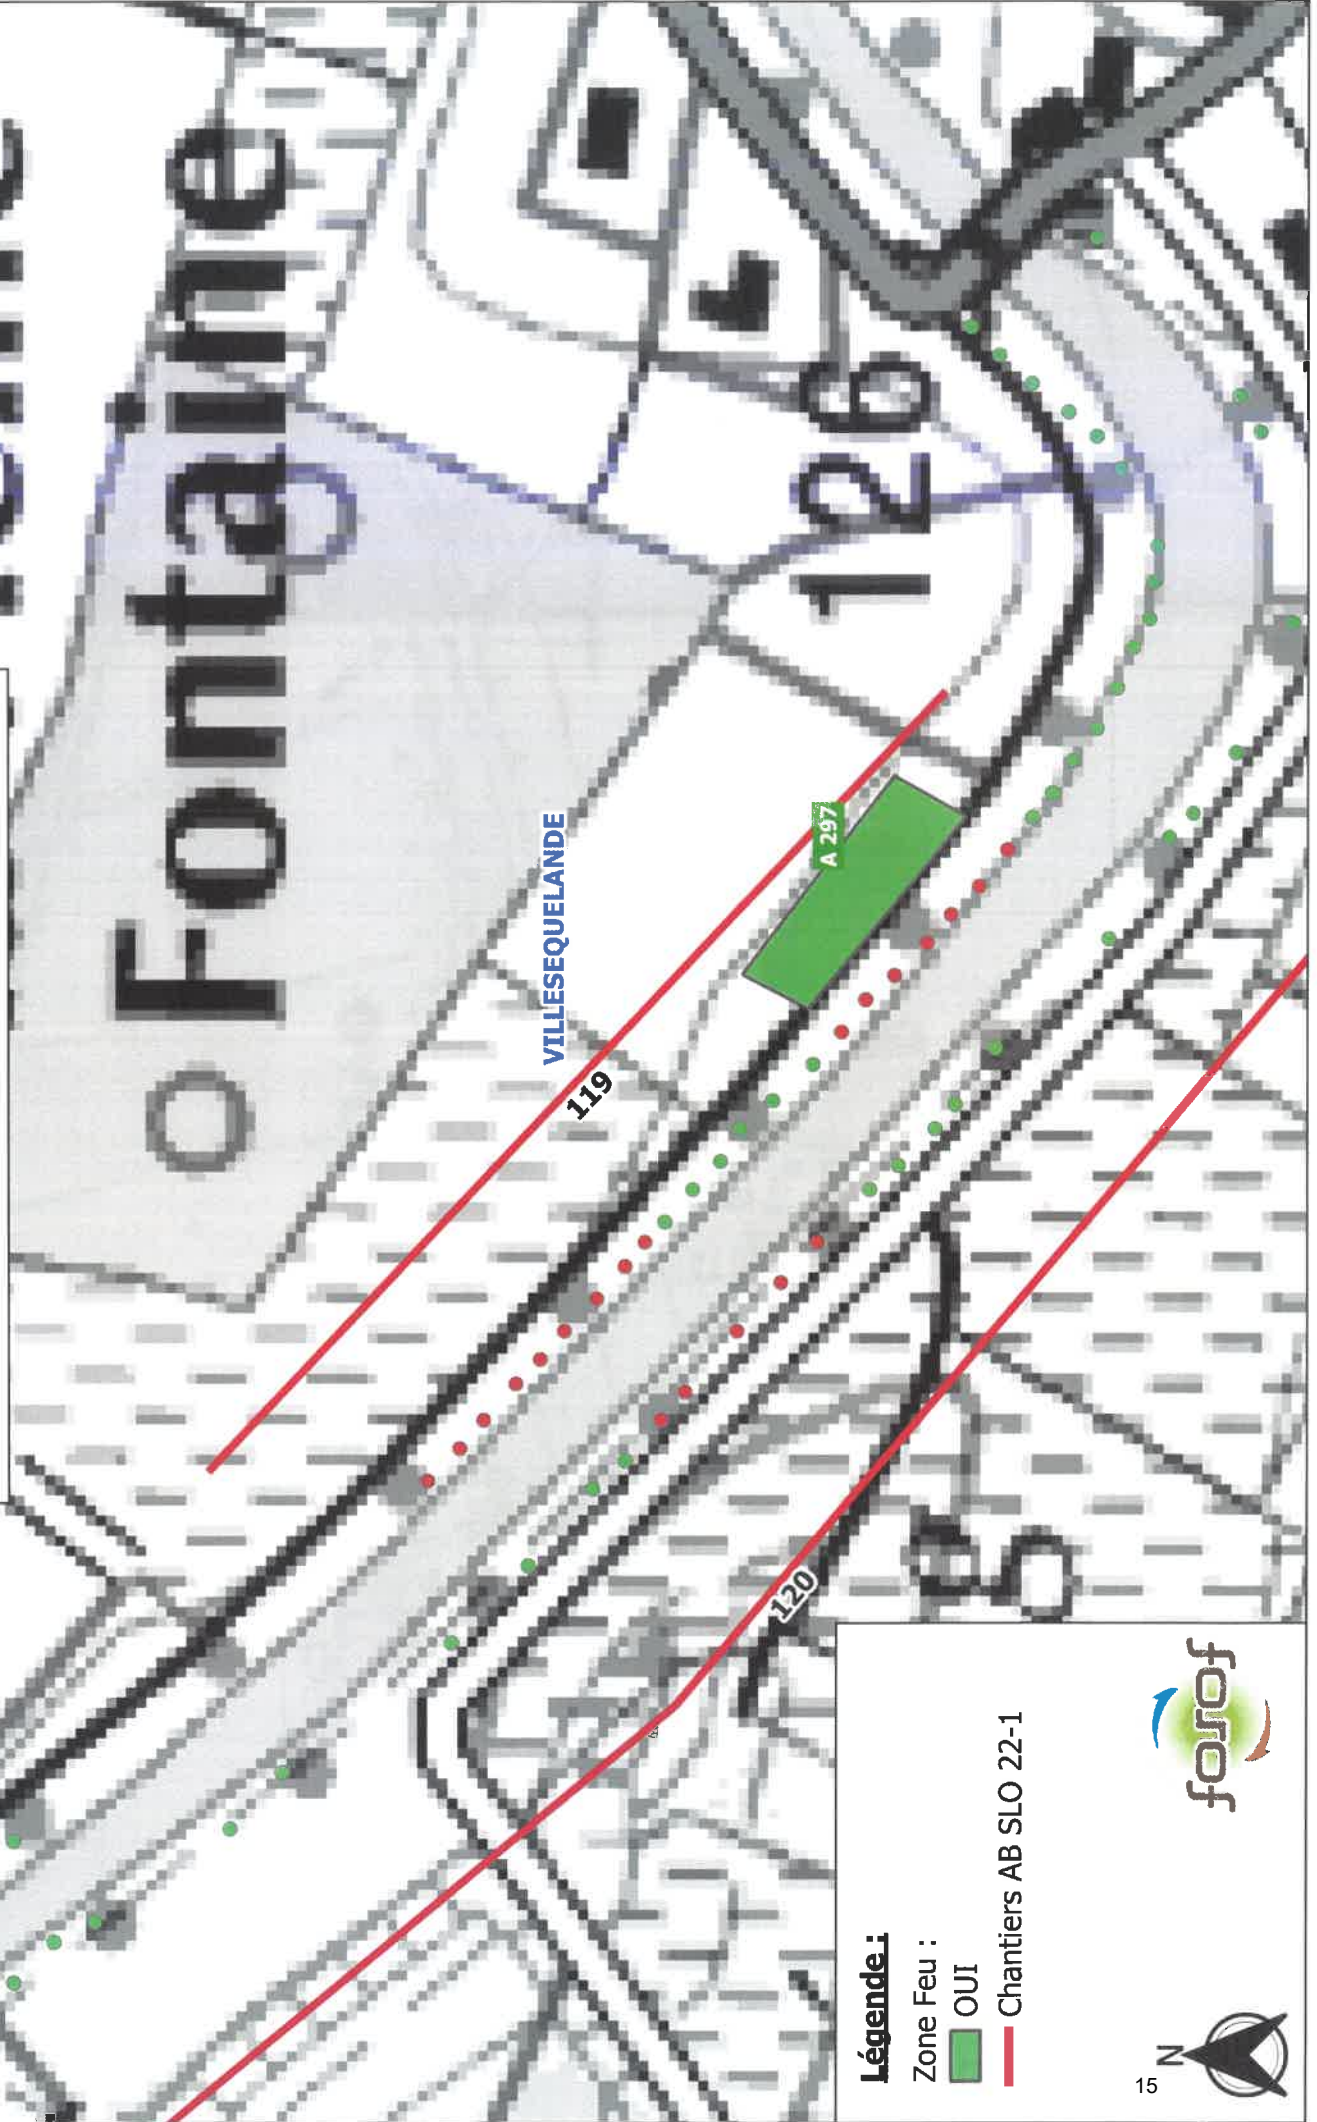 Fontaine
126
VILLESEQUELANDE
A 297
119
120
Légende :
Zone Feu :
OUI
Chantiers AB SLO 22-1
forof
N
15